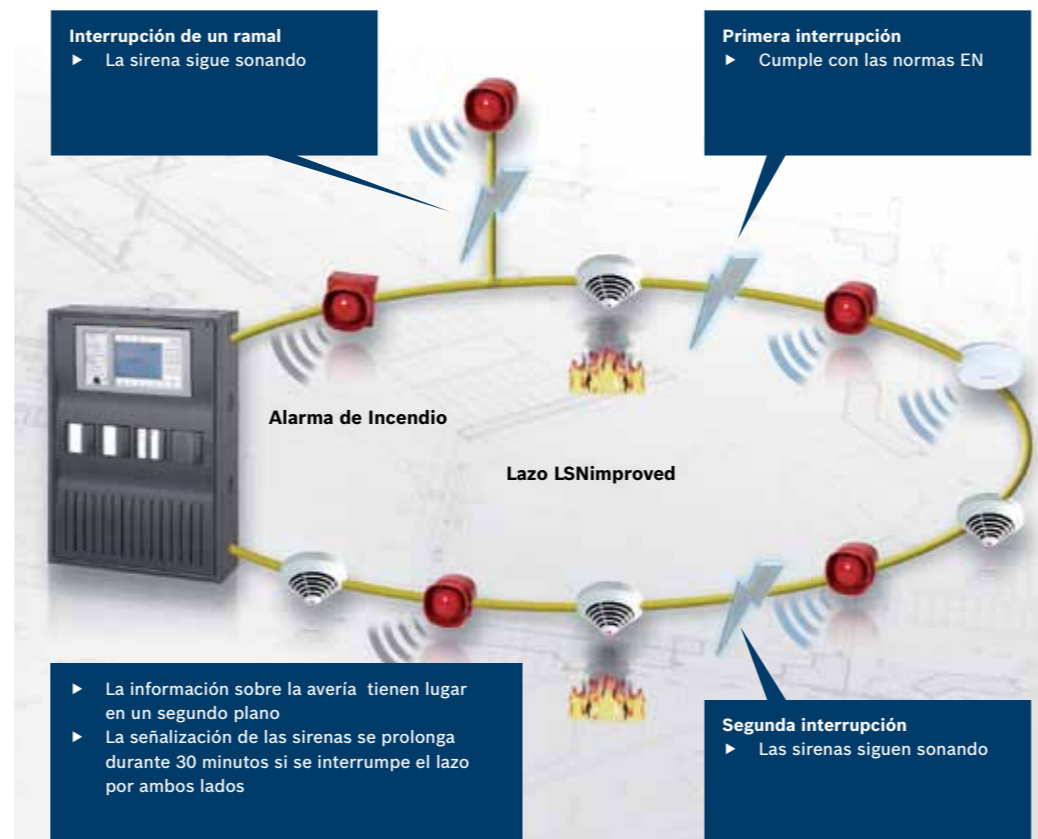 Interrupción de un ramal
▶ La sirena sigue sonando
Primera interrupción
▶ Cumple con las normas EN
Alarma de Incendio
Lazo LSNimproved
▶ La información sobre la avería tienen lugar
en un segundo plano
▶ La señalización de las sirenas se prolonga
durante 30 minutos si se interrumpe el lazo
por ambos lados
Segunda interrupción
▶ Las sirenas siguen sonando